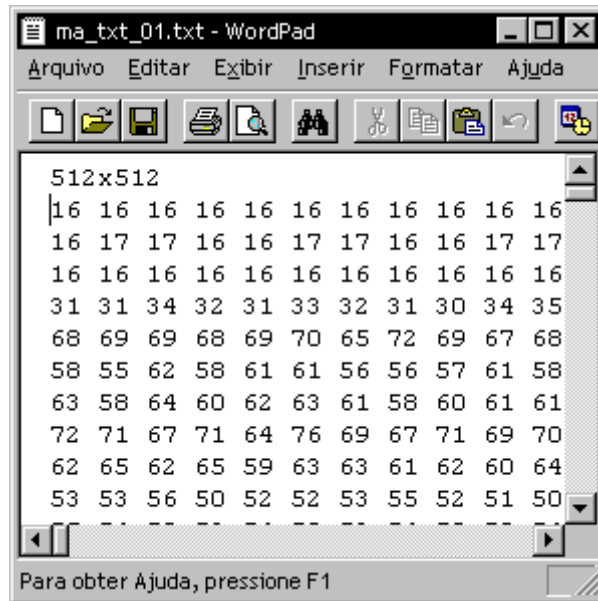 ma_txt_01.txt - WordPad
Arquivo Editar Exibir Inserir Formatar Ajuda
512x512
16 16 16 16 16 16 16 16 16 16 16
16 17 17 16 16 17 17 16 16 17 17
16 16 16 16 16 16 16 16 16 16 16
31 31 34 32 31 33 32 31 30 34 35
68 69 69 68 69 70 65 72 69 67 68
58 55 62 58 61 61 56 56 57 61 58
63 58 64 60 62 63 61 58 60 61 61
72 71 67 71 64 76 69 67 71 69 70
62 65 62 65 59 63 63 61 62 60 64
53 53 56 50 52 52 53 55 52 51 50
Para obter Ajuda, pressione F1